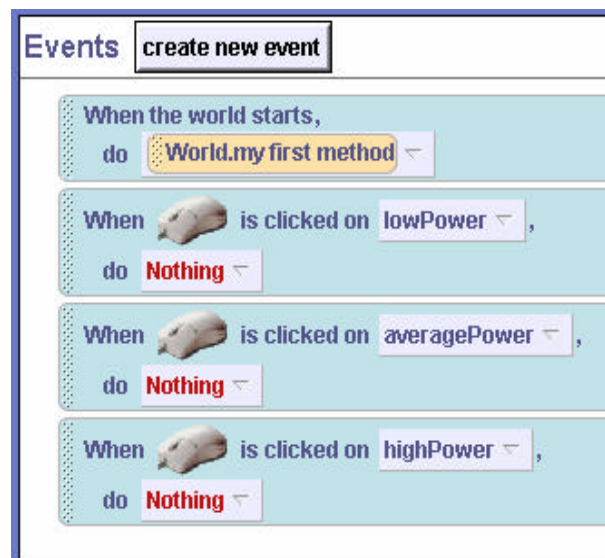 Events create new event
When the world starts,
do World.my first method
When is clicked on lowPower ,
do Nothing
When is clicked on averagePower ,
do Nothing
When is clicked on highPower ,
do Nothing